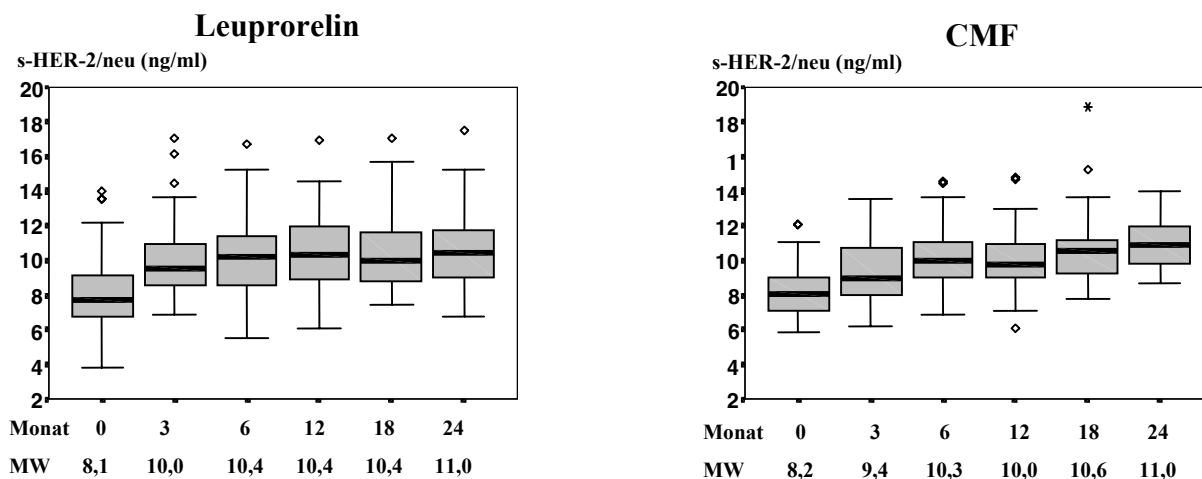 Leuprorelin
s-HER-2/neu (ng/ml)
20
18
16
14
12
10
8
6
4
2
Monat 0 3 6 12 18 24
MW 8,1 10,0 10,4 10,4 10,4 11,0
CMF
s-HER-2/neu (ng/ml)
20
18
1
14
12
10
8
6
4
2
Monat 0 3 6 12 18 24
MW 8,2 9,4 10,3 10,0 10,6 11,0